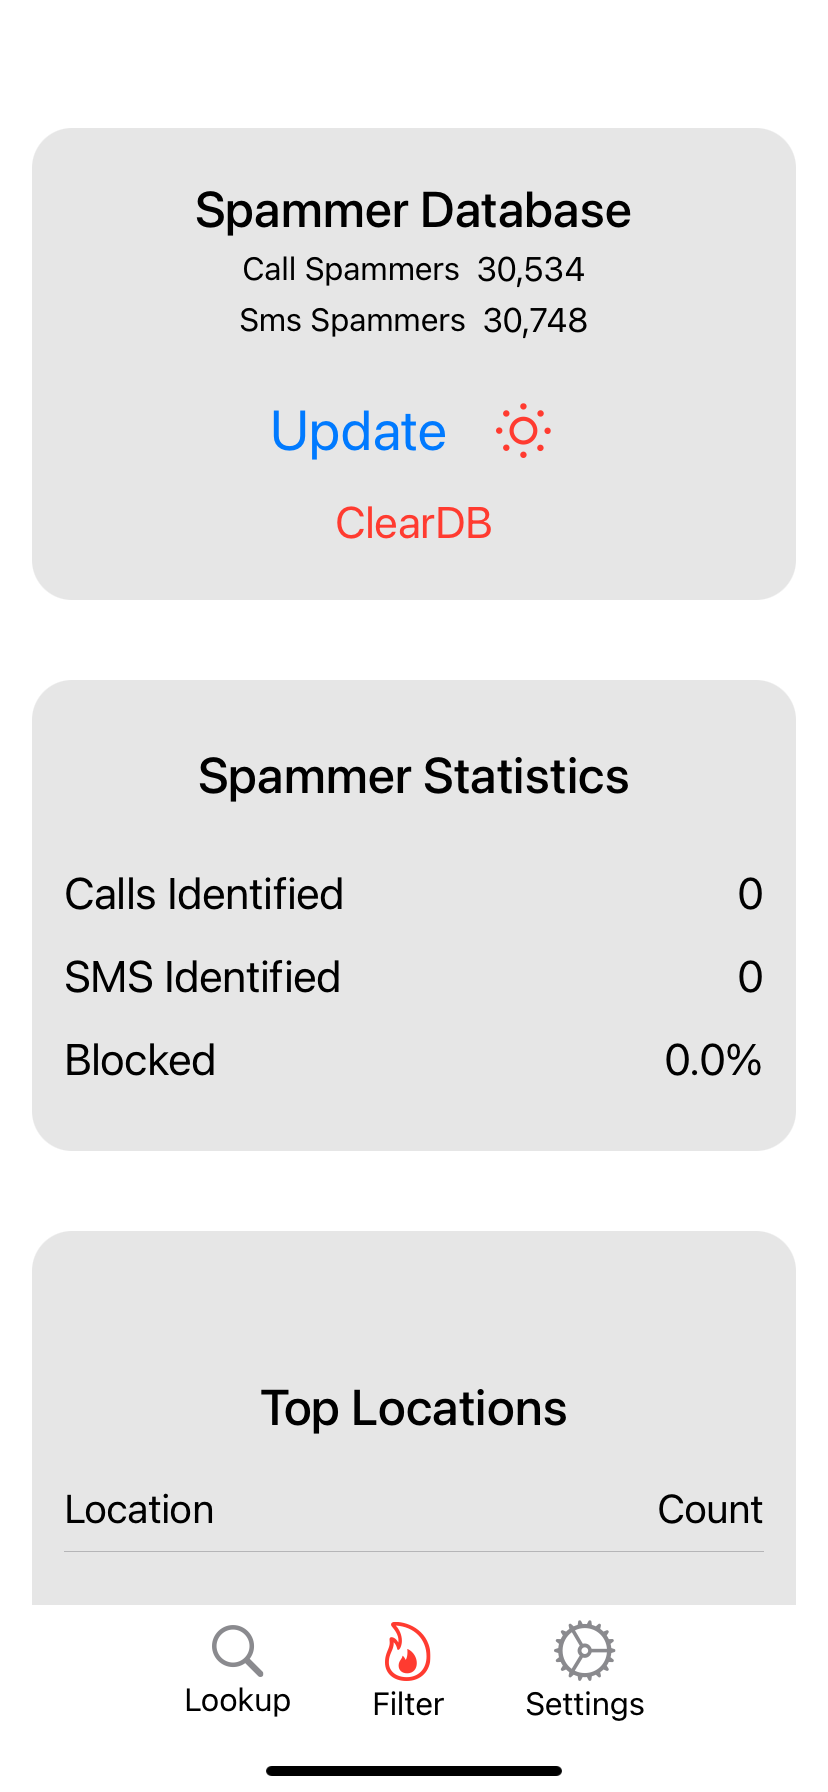 Spammer Database
Call Spammers 30,534
Sms Spammers 30,748
Update
ClearDB
Spammer Statistics
Calls Identified 0
SMS Identified 0
Blocked 0.0%
Top Locations
Location Count
Lookup Filter Settings